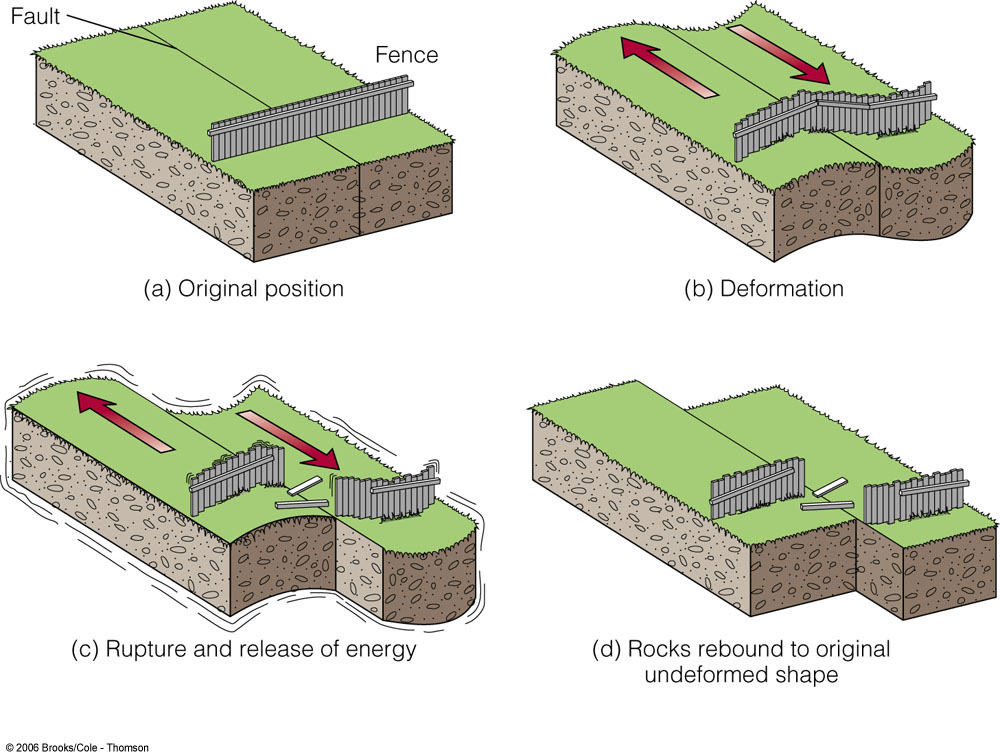 Fault
Fence
(a) Original position
(b) Deformation
(c) Rupture and release of energy
(d) Rocks rebound to original
undeformed shape
© 2006 Brooks/Cole - Thomson